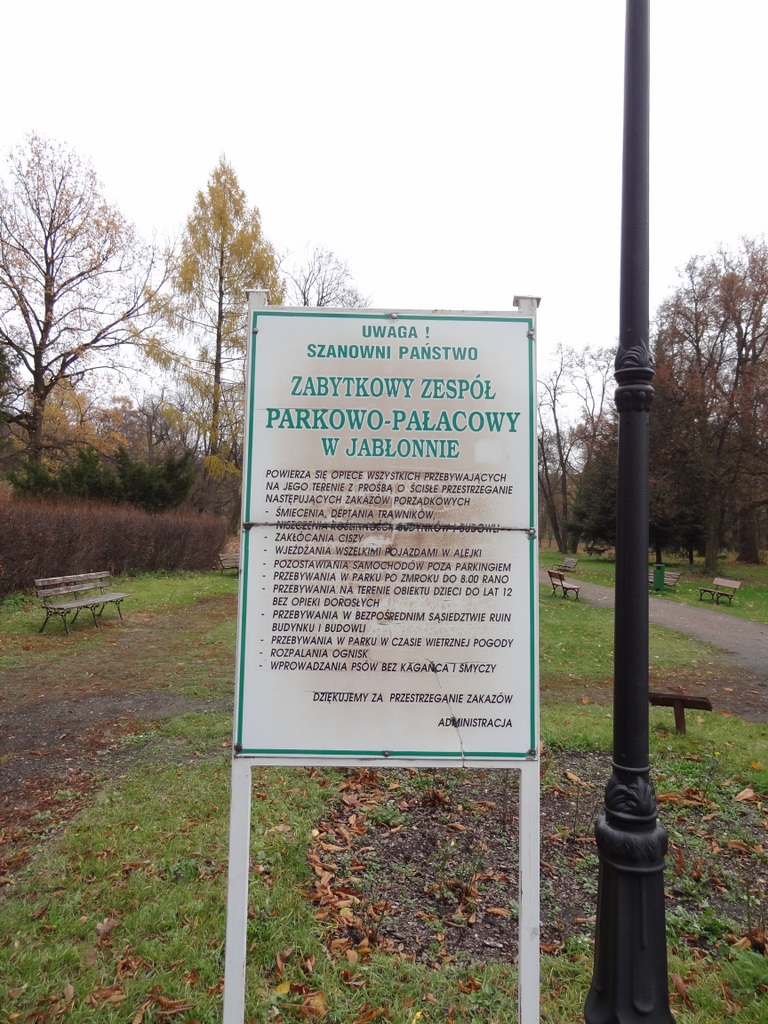 UWAGA !
SZANOWNI PAŃSTWO
ZABYTKOWY ZESPÓŁ
PARKOWO-PAŁACOWY
W JABŁONNIE
POWIERZA SIĘ OPIECE WSZYSTKICH PRZEBYWAJĄCYCH
NA JEGO TERENIE Z PROŚBĄ O ŚCISŁE PRZESTRZEGANIE
NASTĘPUJĄCYCH ZAKAZÓW PORZĄDKOWYCH
- ŚMIECENIA, DEPTANIA TRAWNIKÓW,
NISZCZENIA ROŚLINNOŚCI, BUDYNKÓW I BUDOWLI
- ZAKŁÓCANIA CISZY
- WJEŻDŻANIA WSZELKIMI POJAZDAMI W ALEJKI
- POZOSTAWIANIA SAMOCHODÓW POZA PARKINGIEM
- PRZEBYWANIA W PARKU PO ZMROKU DO 8.00 RANO
- PRZEBYWANIA NA TERENIE OBIEKTU DZIECI DO LAT 12
BEZ OPIEKI DOROSŁYCH
- PRZEBYWANIA W BEZPOŚREDNIM SĄSIEDZTWIE RUIN
BUDYNKU I BUDOWLI
- PRZEBYWANIA W PARKU W CZASIE WIETRZNEJ POGODY
- ROZPALANIA OGNISK
- WPROWADZANIA PSÓW BEZ KAGAŃCA I SMYCZY
DZIĘKUJEMY ZA PRZESTRZEGANIE ZAKAZÓW
ADMINISTRACJA